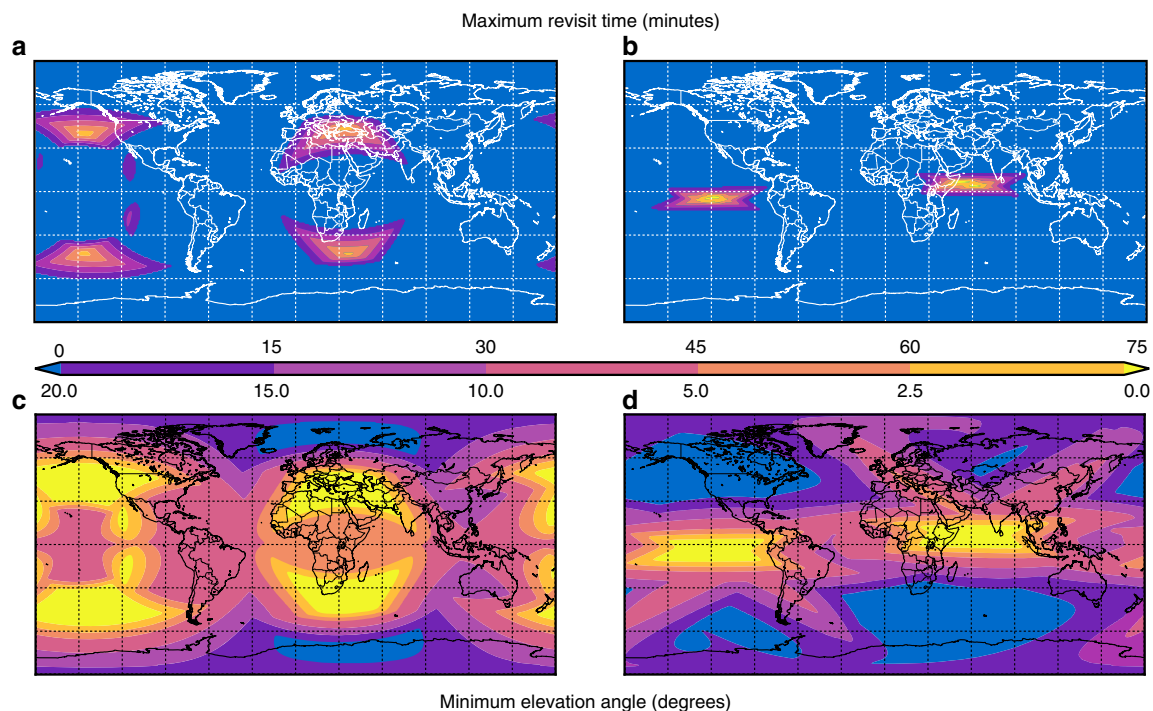 Maximum revisit time (minutes)
a b
0 15 30 45 60 75
20.0 15.0 10.0 5.0 2.5 0.0
c d
Minimum elevation angle (degrees)